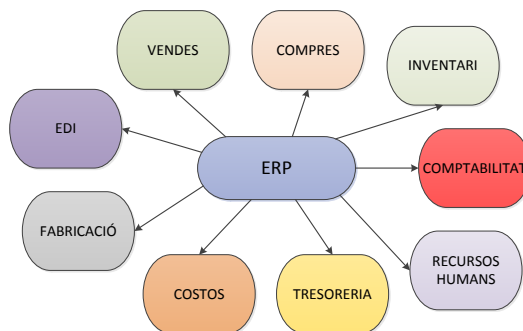 VENDES
COMPRES
INVENTARI
EDI
ERP
COMPTABILITAT
FABRICACIÓ
RECURSOS
HUMANS
COSTOS
TRESORERIA